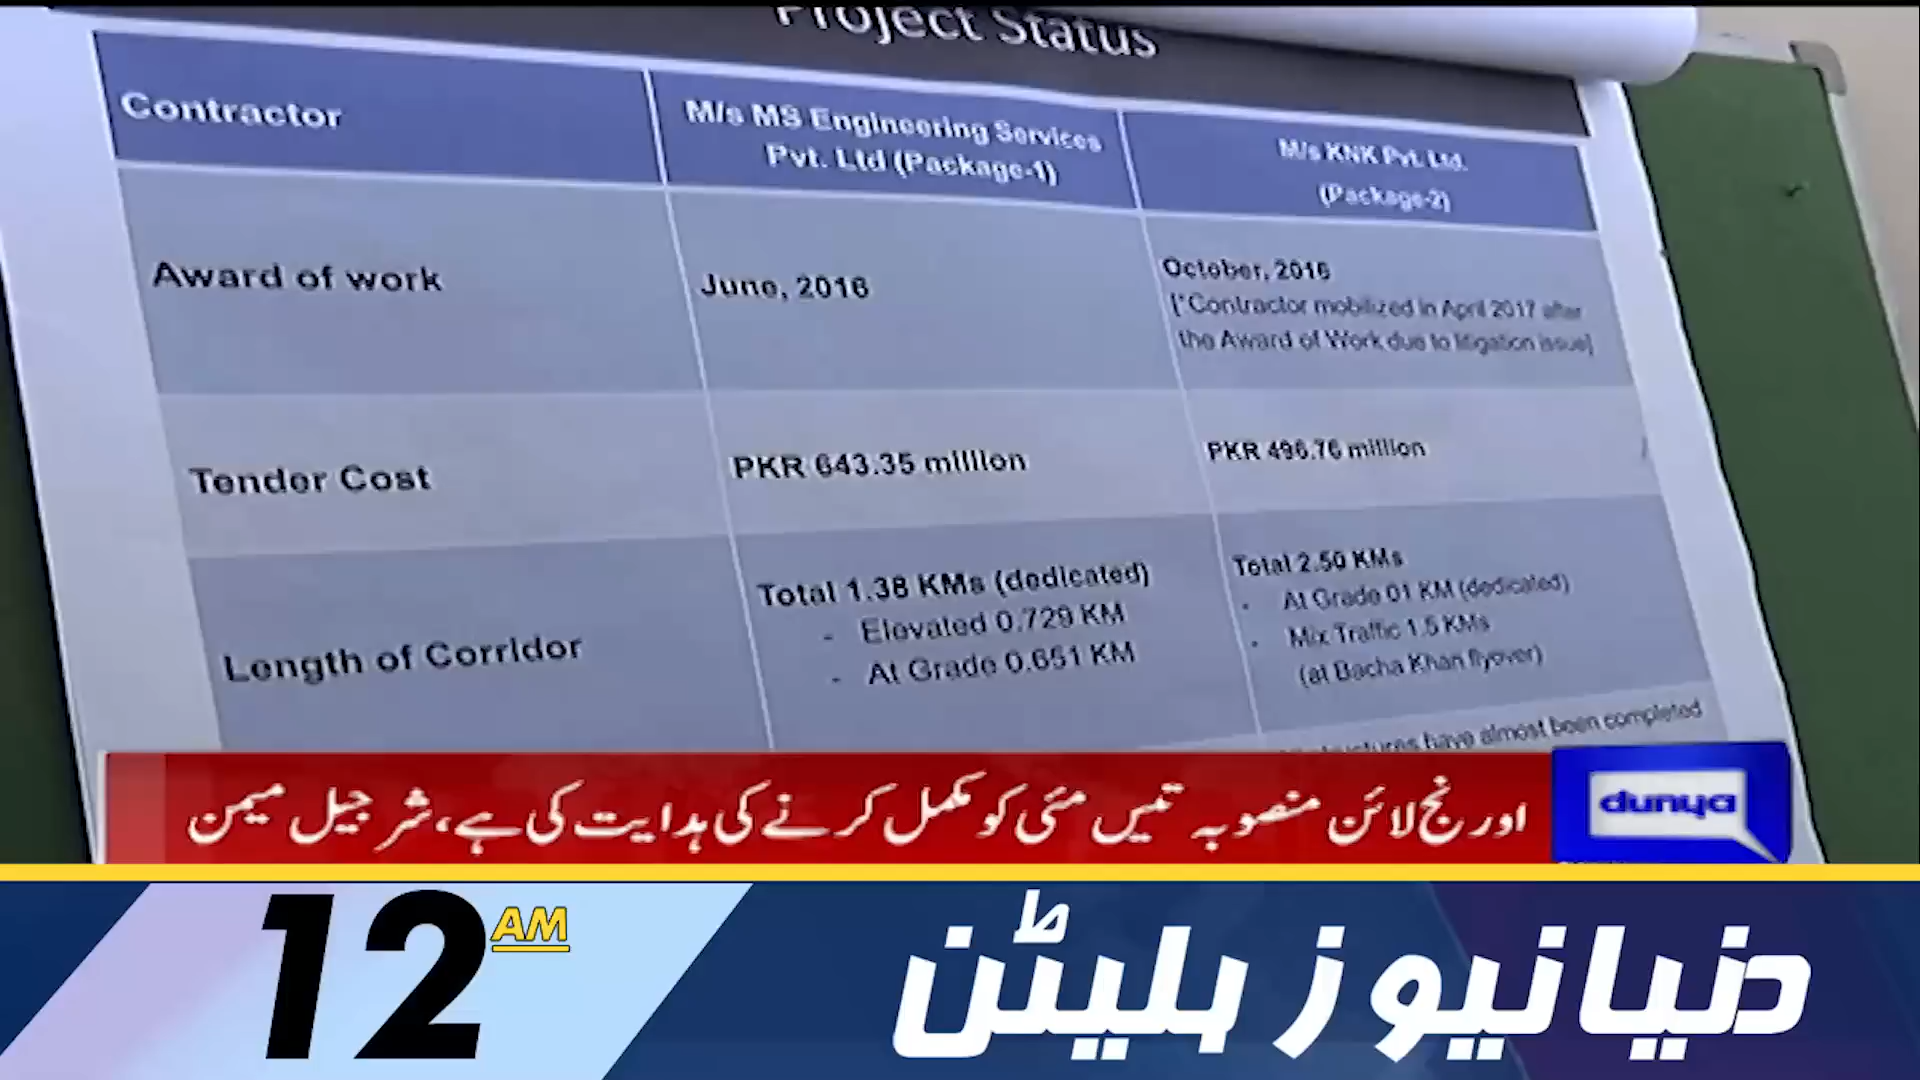 Project Status
Contractor
M/s MS Engineering Services
Pvt. Ltd (Package-1)
M/s KNK Pvt. Ltd.
(Package-2)
Award of work
June, 2016
October, 2016
[*Contractor mobilized in April 2017 after
the Award of Work due to litigation issue]
Tender Cost
PKR 643.35 million
PKR 496.76 million
Length of Corridor
Total 1.38 KMs (dedicated)
- Elevated 0.729 KM
- At Grade 0.651 KM
Total 2.50 KMs
- At Grade 01 KM (dedicated)
- Mix Traffic 1.5 KMs
(at Bacha Khan flyover)
have almost been completed
اورنج لائن منصوبہ تیس مئی کو مکمل کرنے کی ہدایت کی ہے، شرجیل میمن
dunya
12 AM
دنیا نیوز بلیٹن